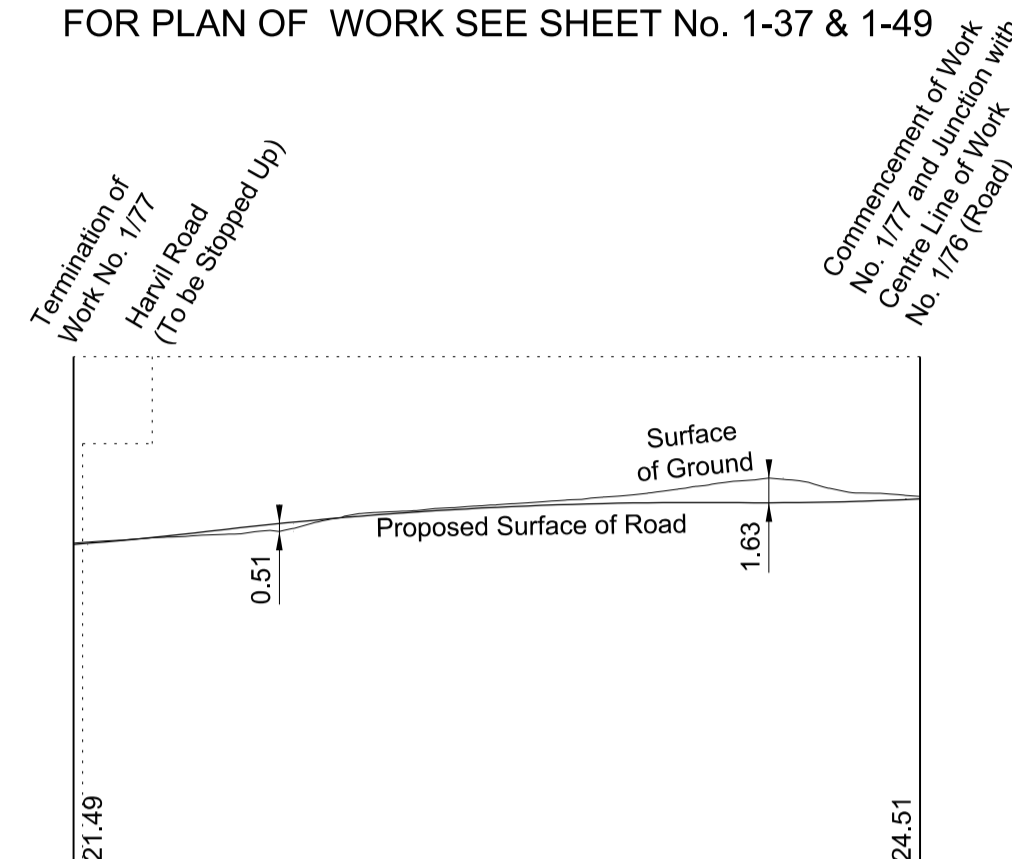 FOR PLAN OF WORK SEE SHEET No. 1-37 & 1-49
Termination of
Work No. 1/77
Harvil Road
(To be Stopped Up)
Commencement of Work
No. 1/77 and Junction with
Centre Line of Work
No. 1/76 (Road)
Surface
of Ground
Proposed Surface of Road
0.51
1.63
21.49
24.51